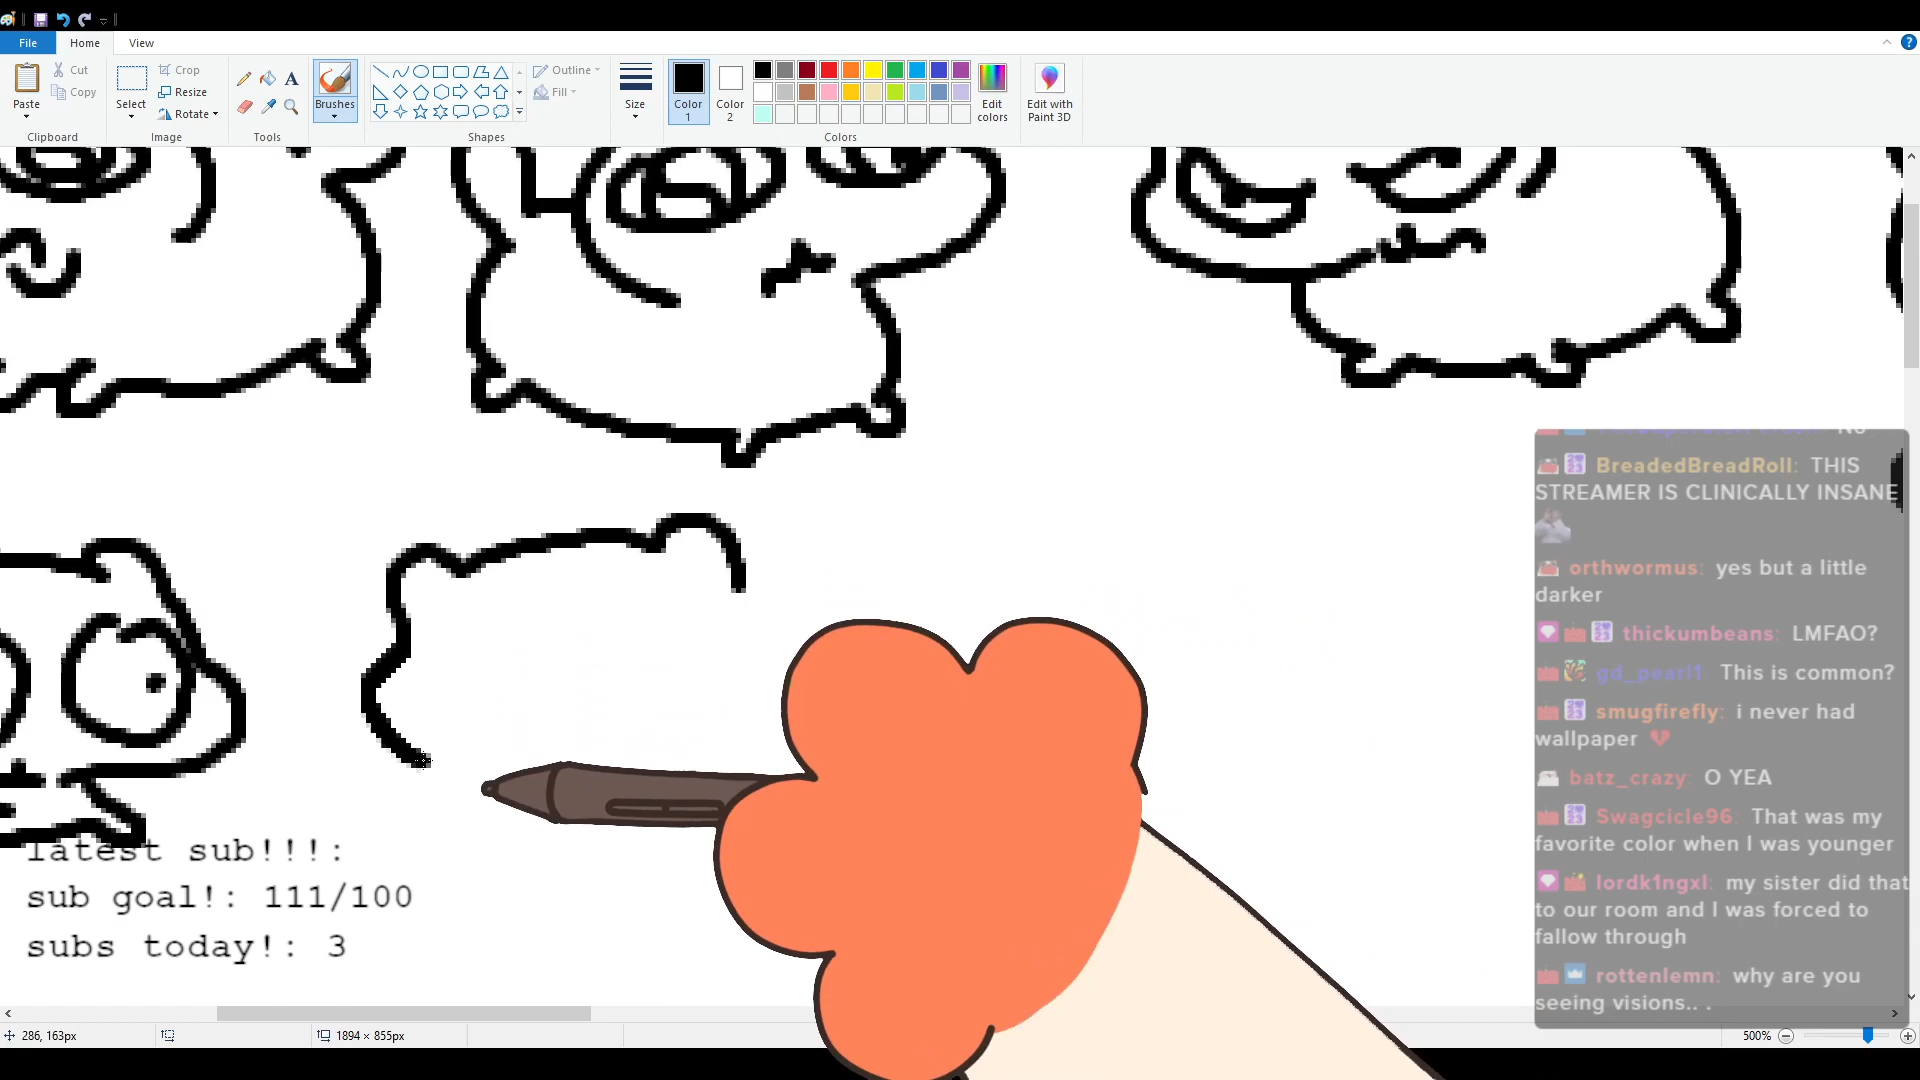 File Home View
Cut
Copy
Paste
Clipboard
Select
Crop
Resize
Rotate
Image
A
Tools
Brushes
Shapes
Outline
Fill
Size
Color
1
Color
2
Colors
Edit
colors
Edit with
Paint 3D
BreadedBreadRoll: THIS
STREAMER IS CLINICALLY INSANE
orthwormus: yes but a little
darker
thickumbeans: LMFAO?
gd_pearl1: This is common?
smugfirefly: i never had
wallpaper
batz_crazy: O YEA
Swagcicle96: That was my
favorite color when I was younger
lordk1ngxl: my sister did that
to our room and I was forced to
fallow through
rottenlemn: why are you
seeing visions.. .
latest sub!!!:
sub goal!: 111/100
subs today!: 3
286, 163px
1894 × 855px
500%